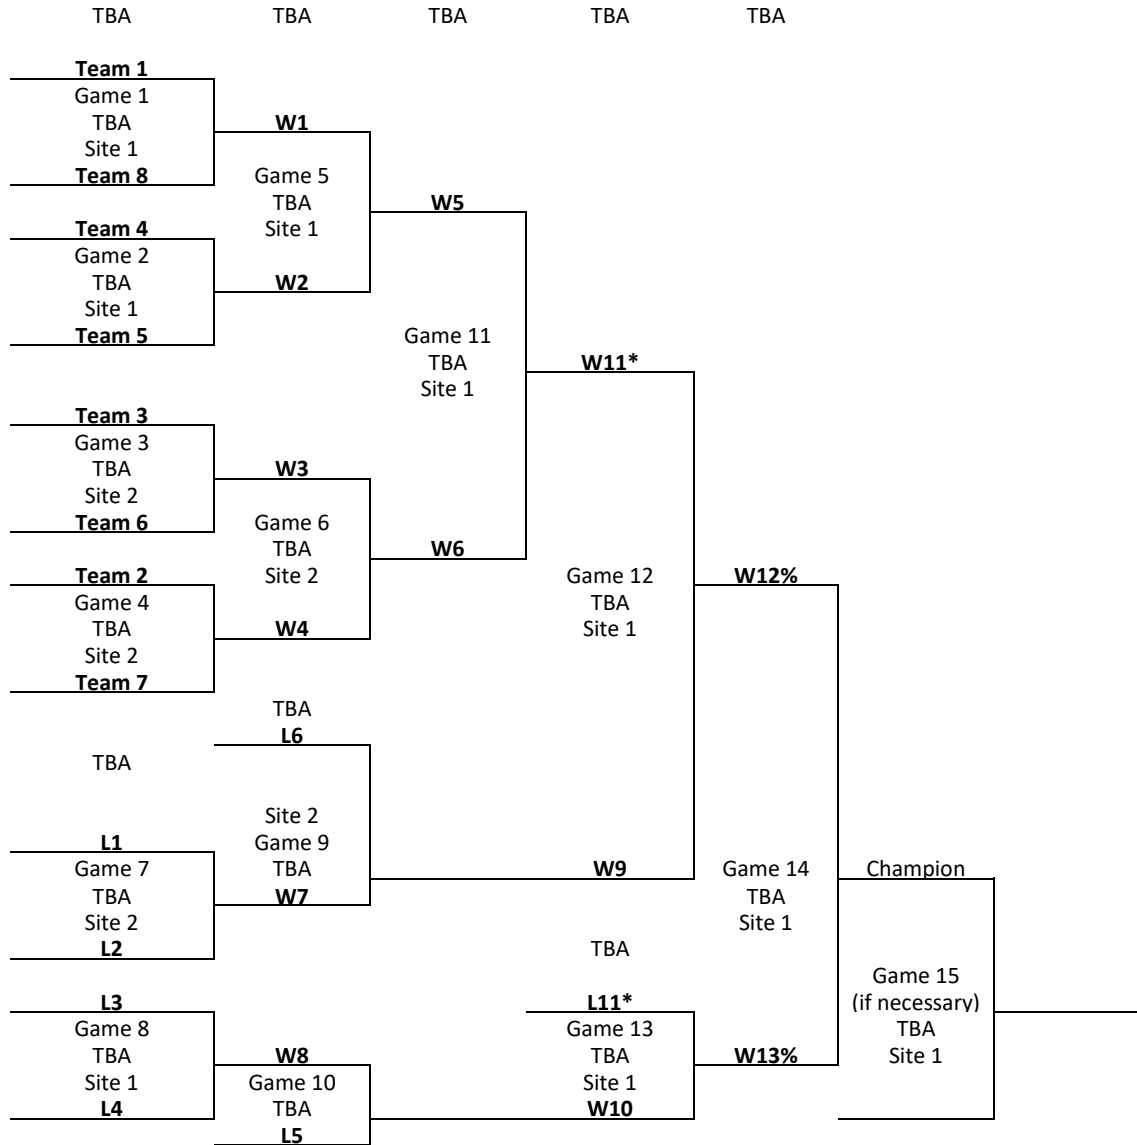 TBA TBA TBA TBA TBA
Team 1
Game 1
TBA
Site 1
Team 8
Team 4
Game 2
TBA
Site 1
Team 5
Team 3
Game 3
TBA
Site 2
Team 6
Team 2
Game 4
TBA
Site 2
Team 7
TBA
L1
Game 7
TBA
Site 2
L2
L3
Game 8
TBA
Site 1
L4
W1
Game 5
TBA
Site 1
W2
W3
Game 6
TBA
Site 2
W4
TBA
L6
Site 2
Game 9
TBA
W7
W8
Game 10
TBA
L5
W5
Game 11
TBA
Site 1
W6
W11*
Game 12
TBA
Site 1
W9
TBA
L11*
Game 13
TBA
Site 1
W10
W12%
Game 14
TBA
Site 1
W13%
Champion
Game 15
(if necessary)
TBA
Site 1